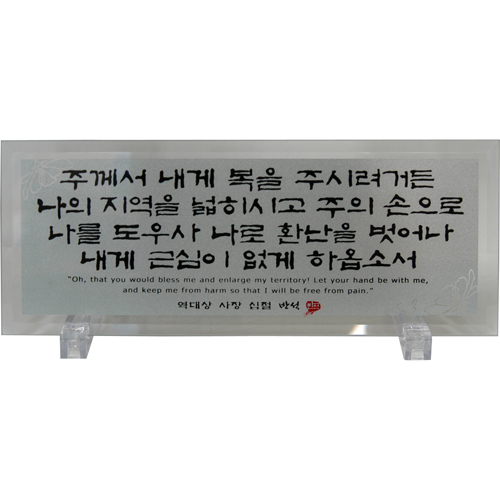 주께서 내게 복을 주시려거든
나의 지역을 넓히시고 주의 손으로
나를 도우사 나로 환난을 벗어나
내게 근심이 없게 하옵소서
"Oh, that you would bless me and enlarge my territory! Let your hand be with me,
and keep me from harm so that I will be free from pain."
역대상 사장 십절 반석